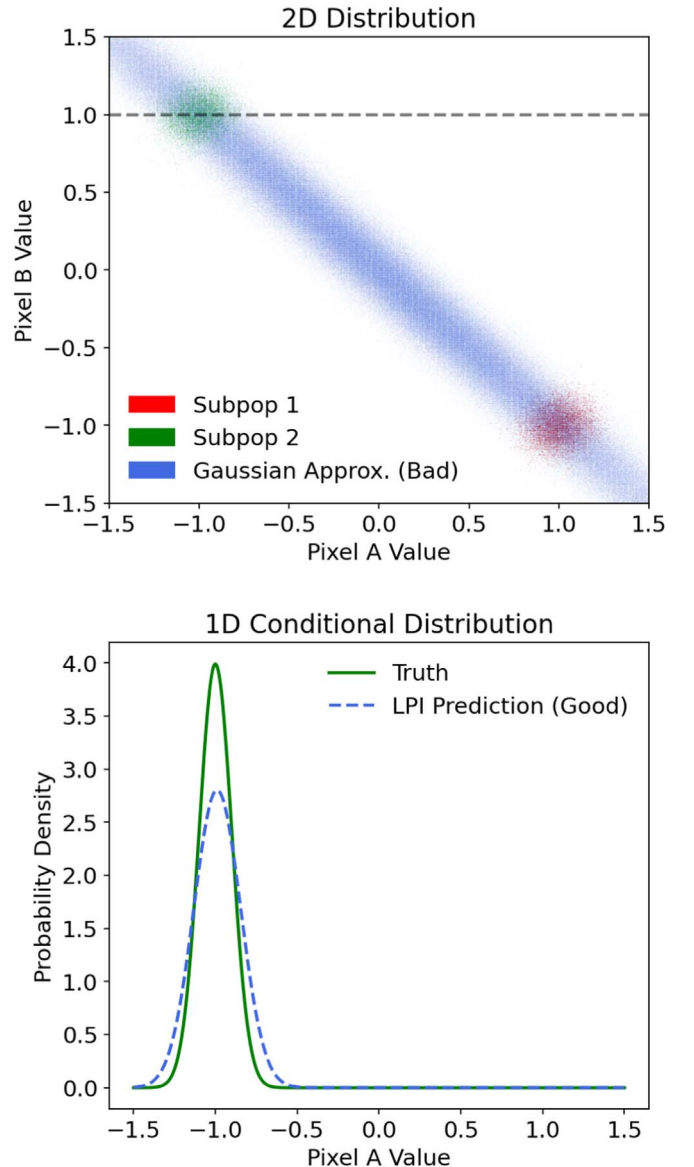 2D Distribution
1.5
1.0
0.5
0.0
−0.5
−1.0
−1.5
Pixel B Value
Subpop 1
Subpop 2
Gaussian Approx. (Bad)
−1.5 −1.0 −0.5 0.0 0.5 1.0 1.5
Pixel A Value
1D Conditional Distribution
4.0
3.5
3.0
2.5
2.0
1.5
1.0
0.5
0.0
Probability Density
Truth
LPI Prediction (Good)
−1.5 −1.0 −0.5 0.0 0.5 1.0 1.5
Pixel A Value